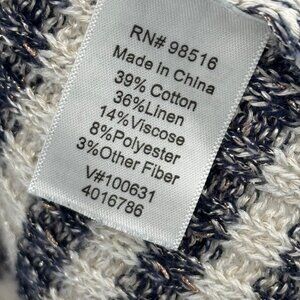 RN# 98516
Made in China
39% Cotton
36%Linen
14%Viscose
8%Polyester
3%Other Fiber
V#100631
4016786